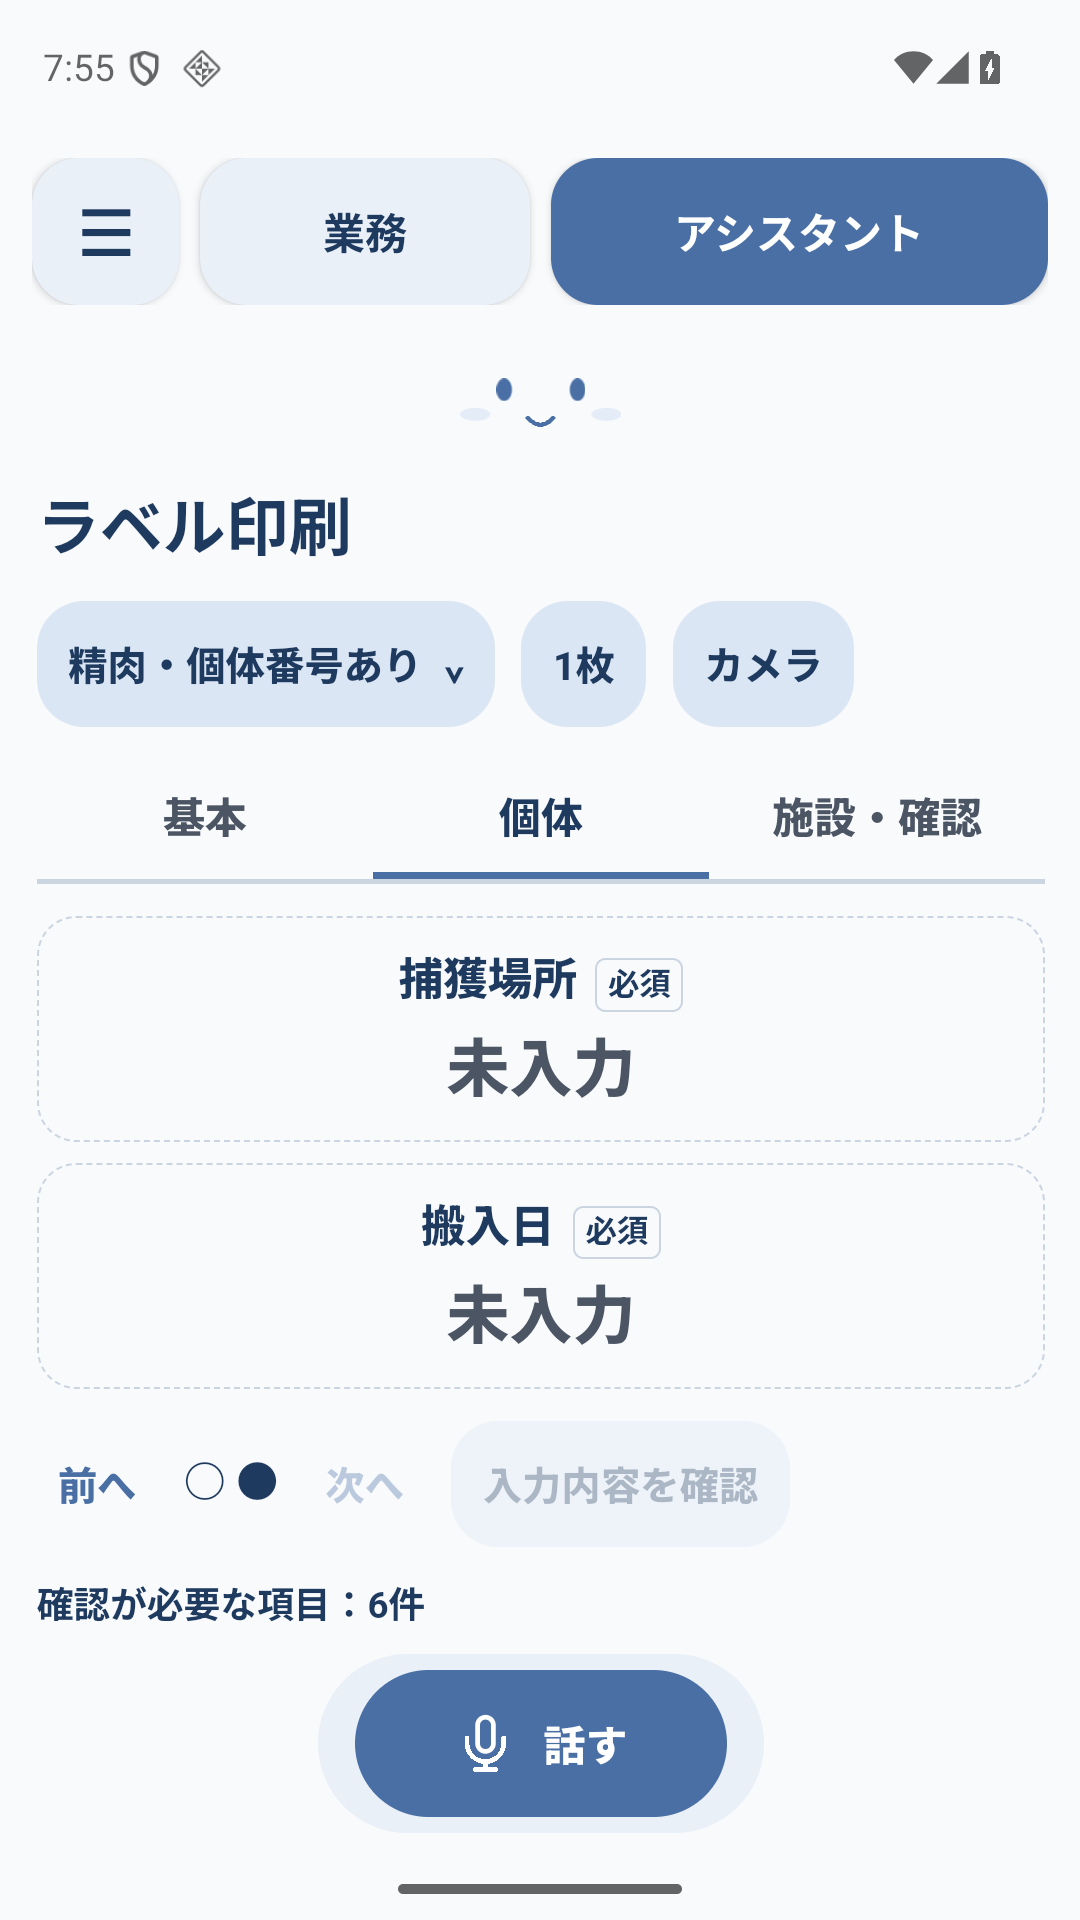 7:55
業務
アシスタント
ラベル印刷
精肉・個体番号あり
1枚
カメラ
基本
個体
施設・確認
捕獲場所 必須
未入力
搬入日 必須
未入力
前へ
次へ
入力内容を確認
確認が必要な項目：6件
話す